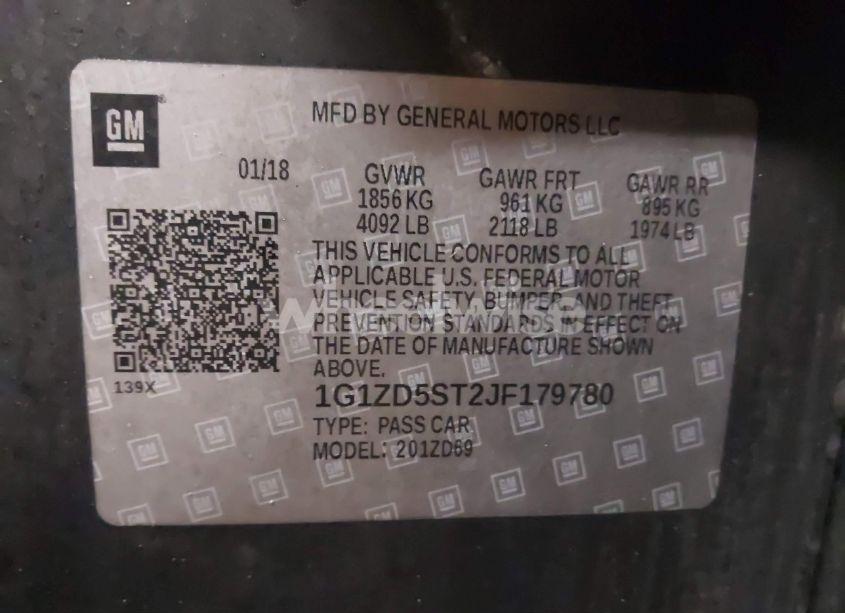 GM
MFD BY GENERAL MOTORS LLC
01/18 GVWR GAWR FRT GAWR RR
1856 KG 961 KG 895 KG
4092 LB 2118 LB 1974 LB
THIS VEHICLE CONFORMS TO ALL
APPLICABLE U.S. FEDERAL MOTOR
VEHICLE SAFETY, BUMPER, AND THEFT
PREVENTION STANDARDS IN EFFECT ON
THE DATE OF MANUFACTURE SHOWN
ABOVE.
139X
1G1ZD5ST2JF179780
TYPE: PASS CAR
MODEL: 201ZD69